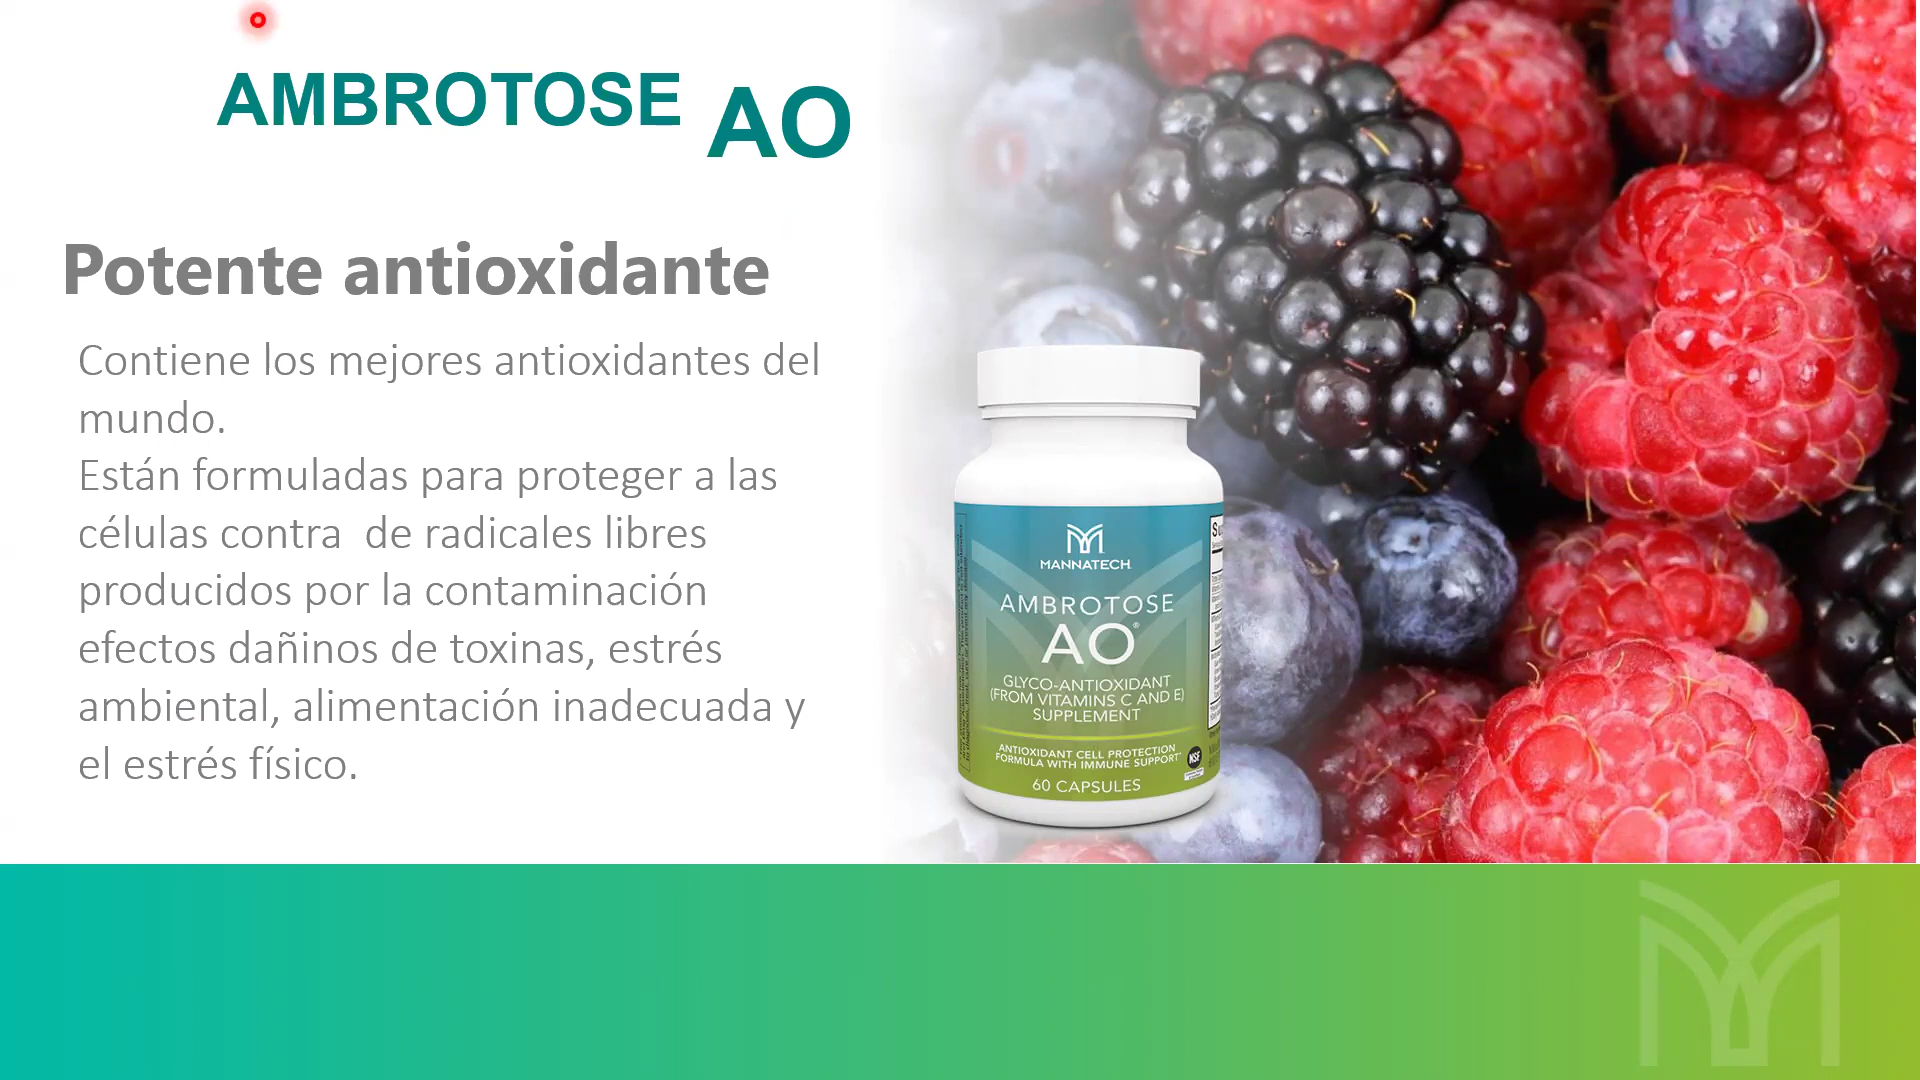 AMBROTOSE AO
Potente antioxidante
Contiene los mejores antioxidantes del
mundo.
Están formuladas para proteger a las
células contra  de radicales libres
producidos por la contaminación
efectos dañinos de toxinas, estrés
ambiental, alimentación inadecuada y
el estrés físico.
MANNATECH
AMBROTOSE
AO®
GLYCO-ANTIOXIDANT
(FROM VITAMINS C AND E)
SUPPLEMENT
ANTIOXIDANT CELL PROTECTION
FORMULA WITH IMMUNE SUPPORT*
NSF
60 CAPSULES